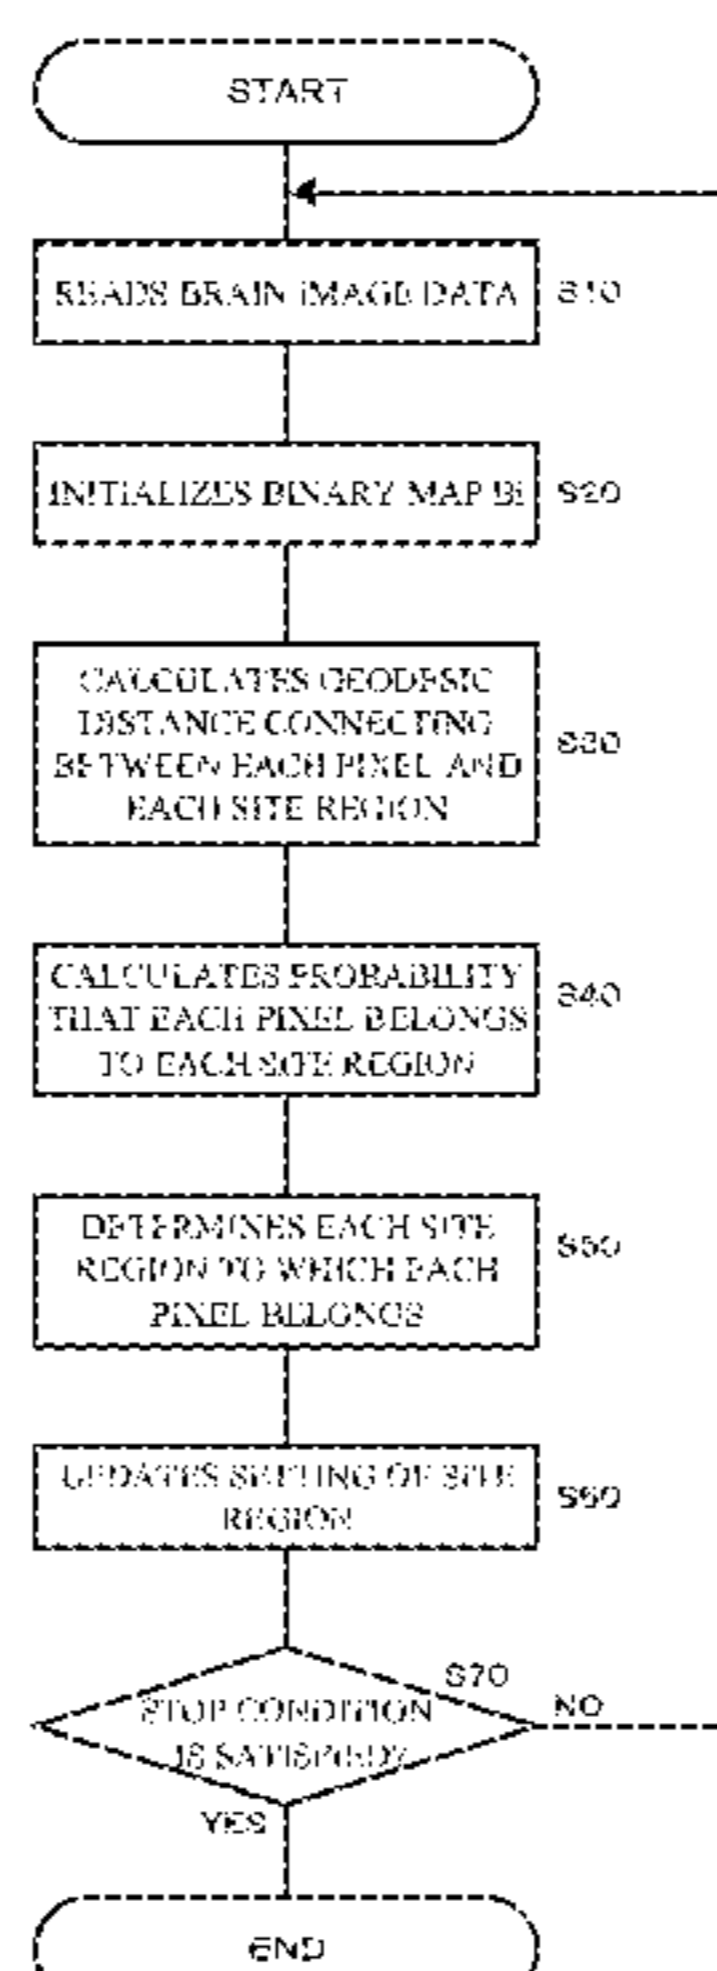 START
READS BRAIN IMAGE DATA
S10
INITIALIZES BINARY MAP Bi
S20
CALCULATES GEODESIC
DISTANCE CONNECTING
BETWEEN EACH PIXEL AND
EACH SITE REGION
S30
CALCULATES PROBABILITY
THAT EACH PIXEL BELONGS
TO EACH SITE REGION
S40
DETERMINES EACH SITE
REGION TO WHICH EACH
PIXEL BELONGS
S50
UPDATES SETTING OF SITE
REGION
S60
S70
STOP CONDITION
IS SATISFIED?
NO
YES
END